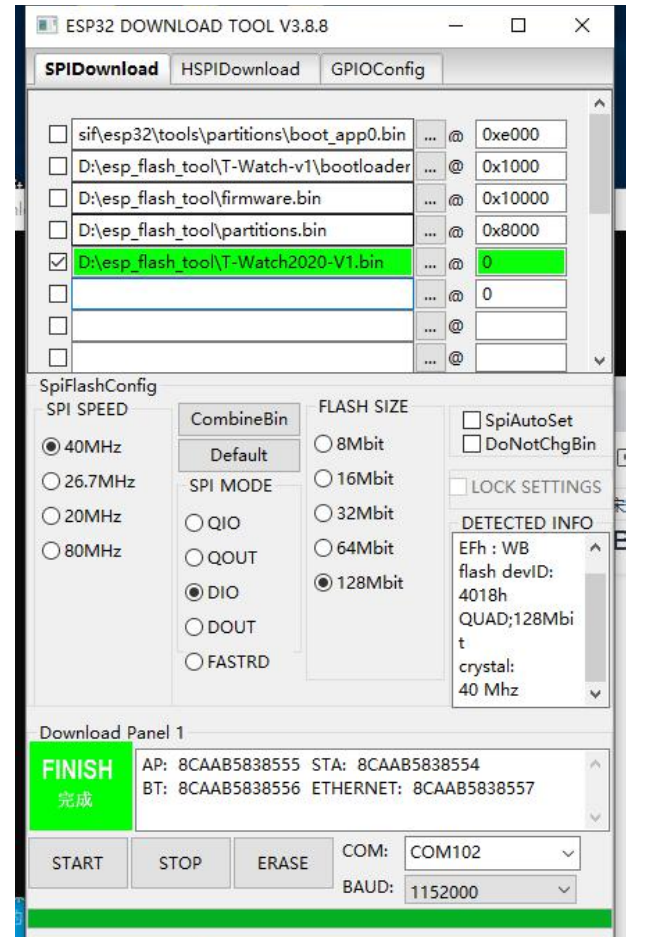 ESP32 DOWNLOAD TOOL V3.8.8
SPIDownload HSPIDownload GPIOConfig
sif\esp32\tools\partitions\boot_app0.bin ... @ 0xe000
D:\esp_flash_tool\T-Watch-v1\bootloader ... @ 0x1000
D:\esp_flash_tool\firmware.bin ... @ 0x10000
D:\esp_flash_tool\partitions.bin ... @ 0x8000
D:\esp_flash_tool\T-Watch2020-V1.bin ... @ 0
... @ 0
... @
... @
SpiFlashConfig
SPI SPEED
40MHz
26.7MHz
20MHz
80MHz
CombineBin
Default
SPI MODE
QIO
QOUT
DIO
DOUT
FASTRD
FLASH SIZE
8Mbit
16Mbit
32Mbit
64Mbit
128Mbit
SpiAutoSet
DoNotChgBin
LOCK SETTINGS
DETECTED INFO
EFh : WB
flash devID:
4018h
QUAD;128Mbi
t
crystal:
40 Mhz
Download Panel 1
FINISH
完成
AP: 8CAAB5838555 STA: 8CAAB5838554
BT: 8CAAB5838556 ETHERNET: 8CAAB5838557
START STOP ERASE
COM: COM102
BAUD: 1152000